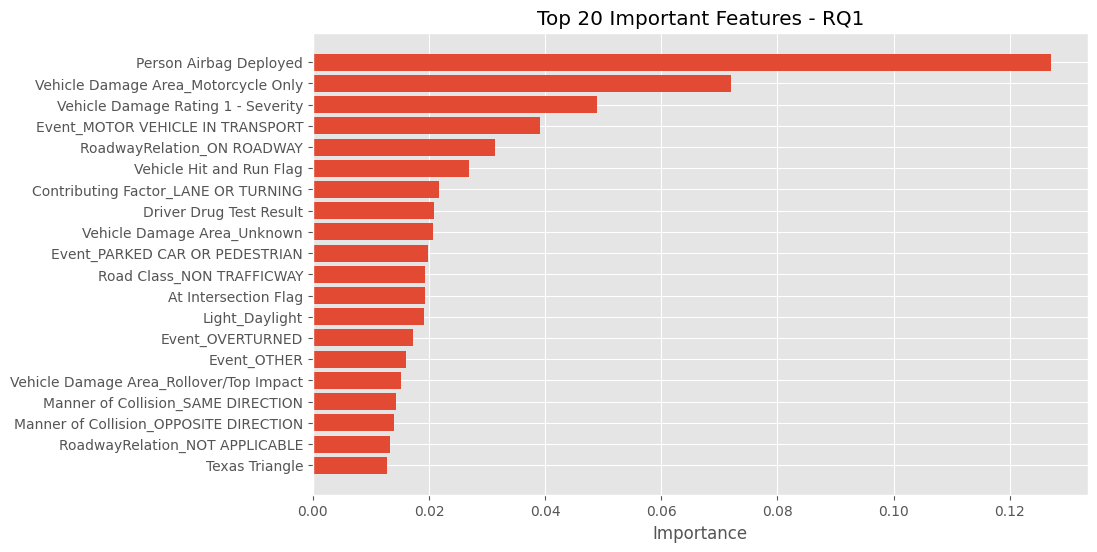 Top 20 Important Features - RQ1
Person Airbag Deployed
Vehicle Damage Area_Motorcycle Only
Vehicle Damage Rating 1 - Severity
Event_MOTOR VEHICLE IN TRANSPORT
RoadwayRelation_ON ROADWAY
Vehicle Hit and Run Flag
Contributing Factor_LANE OR TURNING
Driver Drug Test Result
Vehicle Damage Area_Unknown
Event_PARKED CAR OR PEDESTRIAN
Road Class_NON TRAFFICWAY
At Intersection Flag
Light_Daylight
Event_OVERTURNED
Event_OTHER
Vehicle Damage Area_Rollover/Top Impact
Manner of Collision_SAME DIRECTION
Manner of Collision_OPPOSITE DIRECTION
RoadwayRelation_NOT APPLICABLE
Texas Triangle
0.00 0.02 0.04 0.06 0.08 0.10 0.12
Importance